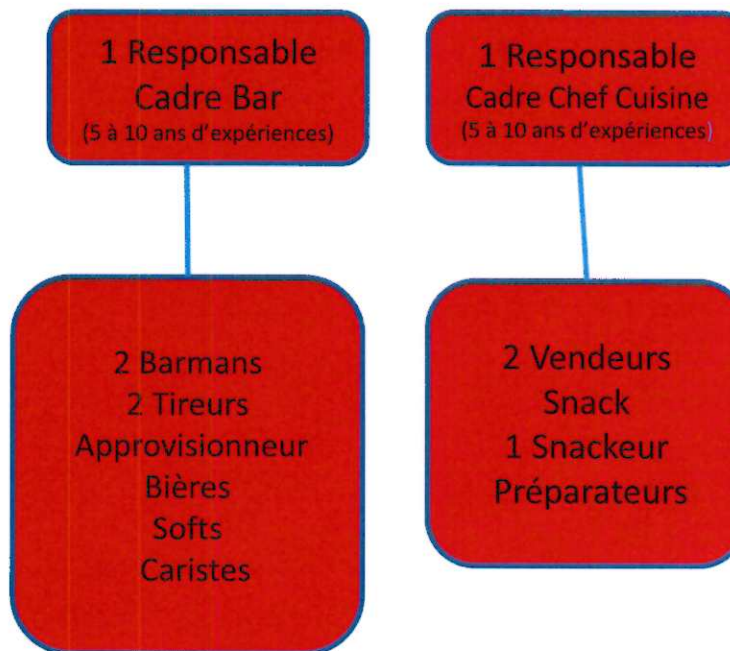 1 Responsable
Cadre Bar
(5 à 10 ans d'expériences)
1 Responsable
Cadre Chef Cuisine
(5 à 10 ans d'expériences)
2 Barmans
2 Tireurs
Approvisionneur
Bières
Softs
Caristes
2 Vendeurs
Snack
1 Snackeur
Préparateurs